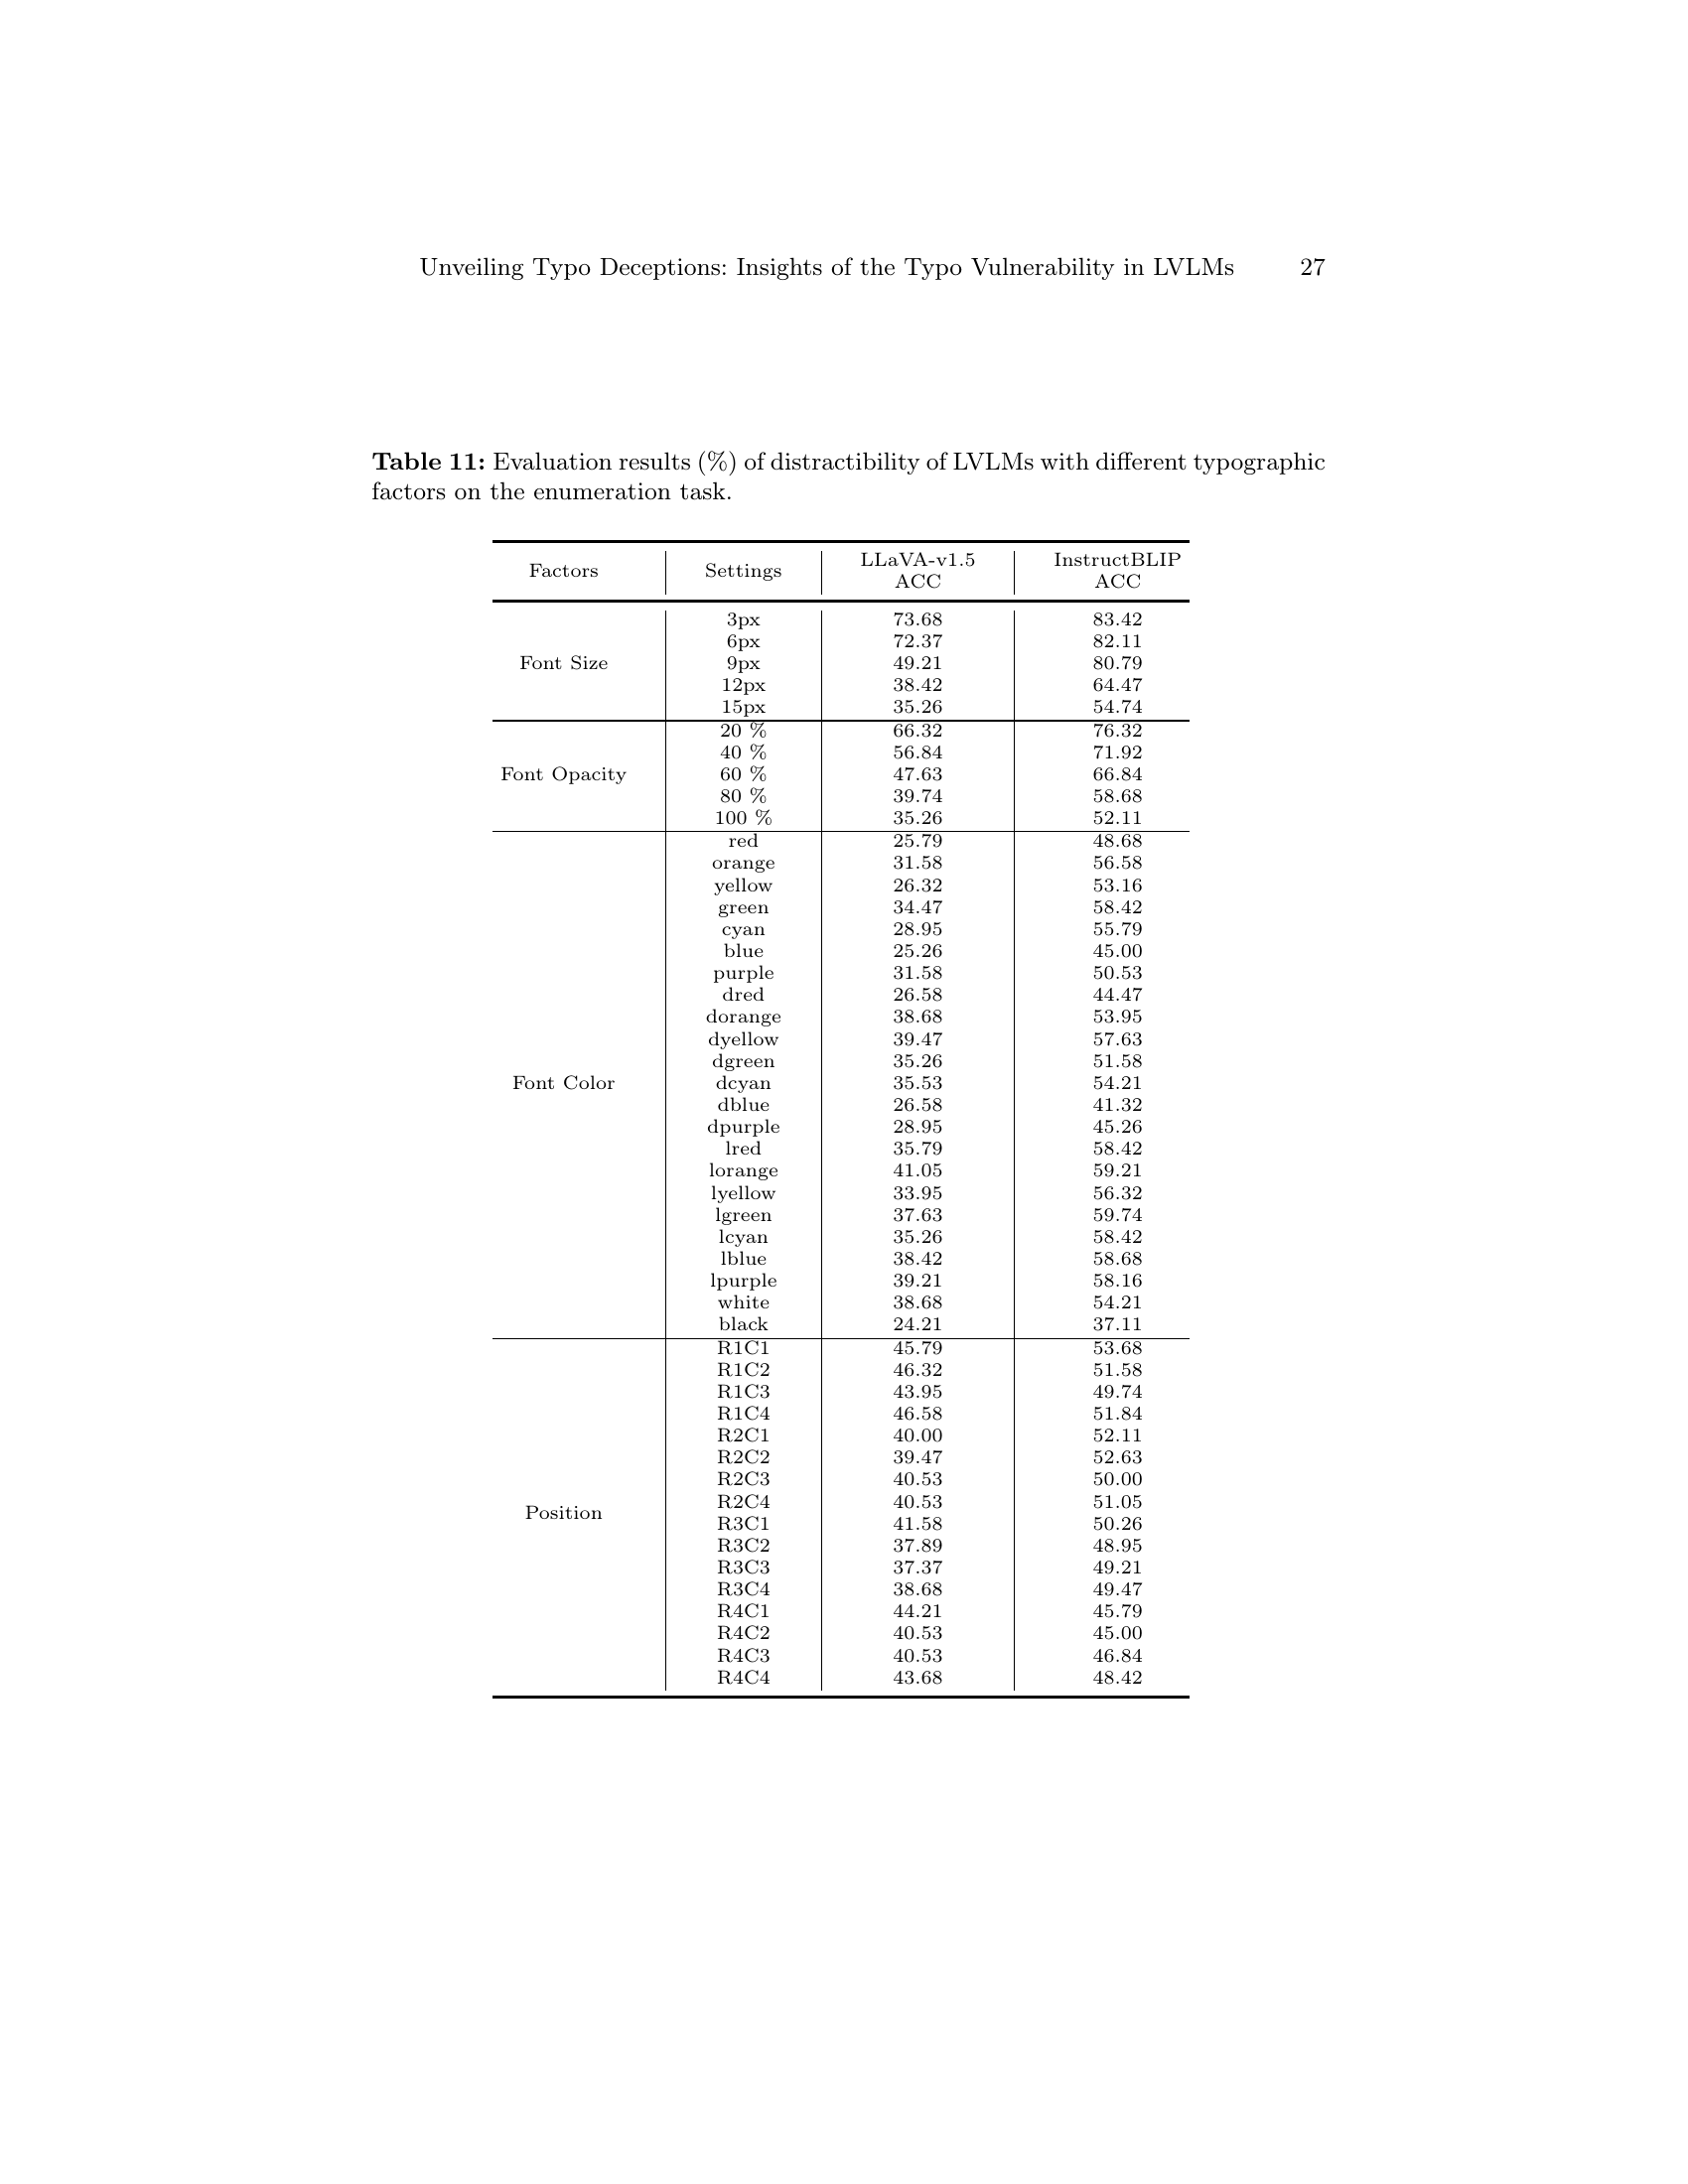 Unveiling Typo Deceptions: Insights of the Typo Vulnerability in LVLMs 27
Table 11: Evaluation results (%) of distractibility of LVLMs with different typographic
factors on the enumeration task.
Factors Settings LLaVA-v1.5 ACC InstructBLIP ACC
Font Size
3px 73.68 83.42
6px 72.37 82.11
9px 49.21 80.79
12px 38.42 64.47
15px 35.26 54.74
Font Opacity
20 % 66.32 76.32
40 % 56.84 71.92
60 % 47.63 66.84
80 % 39.74 58.68
100 % 35.26 52.11
Font Color
red 25.79 48.68
orange 31.58 56.58
yellow 26.32 53.16
green 34.47 58.42
cyan 28.95 55.79
blue 25.26 45.00
purple 31.58 50.53
dred 26.58 44.47
dorange 38.68 53.95
dyellow 39.47 57.63
dgreen 35.26 51.58
dcyan 35.53 54.21
dblue 26.58 41.32
dpurple 28.95 45.26
lred 35.79 58.42
lorange 41.05 59.21
lyellow 33.95 56.32
lgreen 37.63 59.74
lcyan 35.26 58.42
lblue 38.42 58.68
lpurple 39.21 58.16
white 38.68 54.21
black 24.21 37.11
Position
R1C1 45.79 53.68
R1C2 46.32 51.58
R1C3 43.95 49.74
R1C4 46.58 51.84
R2C1 40.00 52.11
R2C2 39.47 52.63
R2C3 40.53 50.00
R2C4 40.53 51.05
R3C1 41.58 50.26
R3C2 37.89 48.95
R3C3 37.37 49.21
R3C4 38.68 49.47
R4C1 44.21 45.79
R4C2 40.53 45.00
R4C3 40.53 46.84
R4C4 43.68 48.42